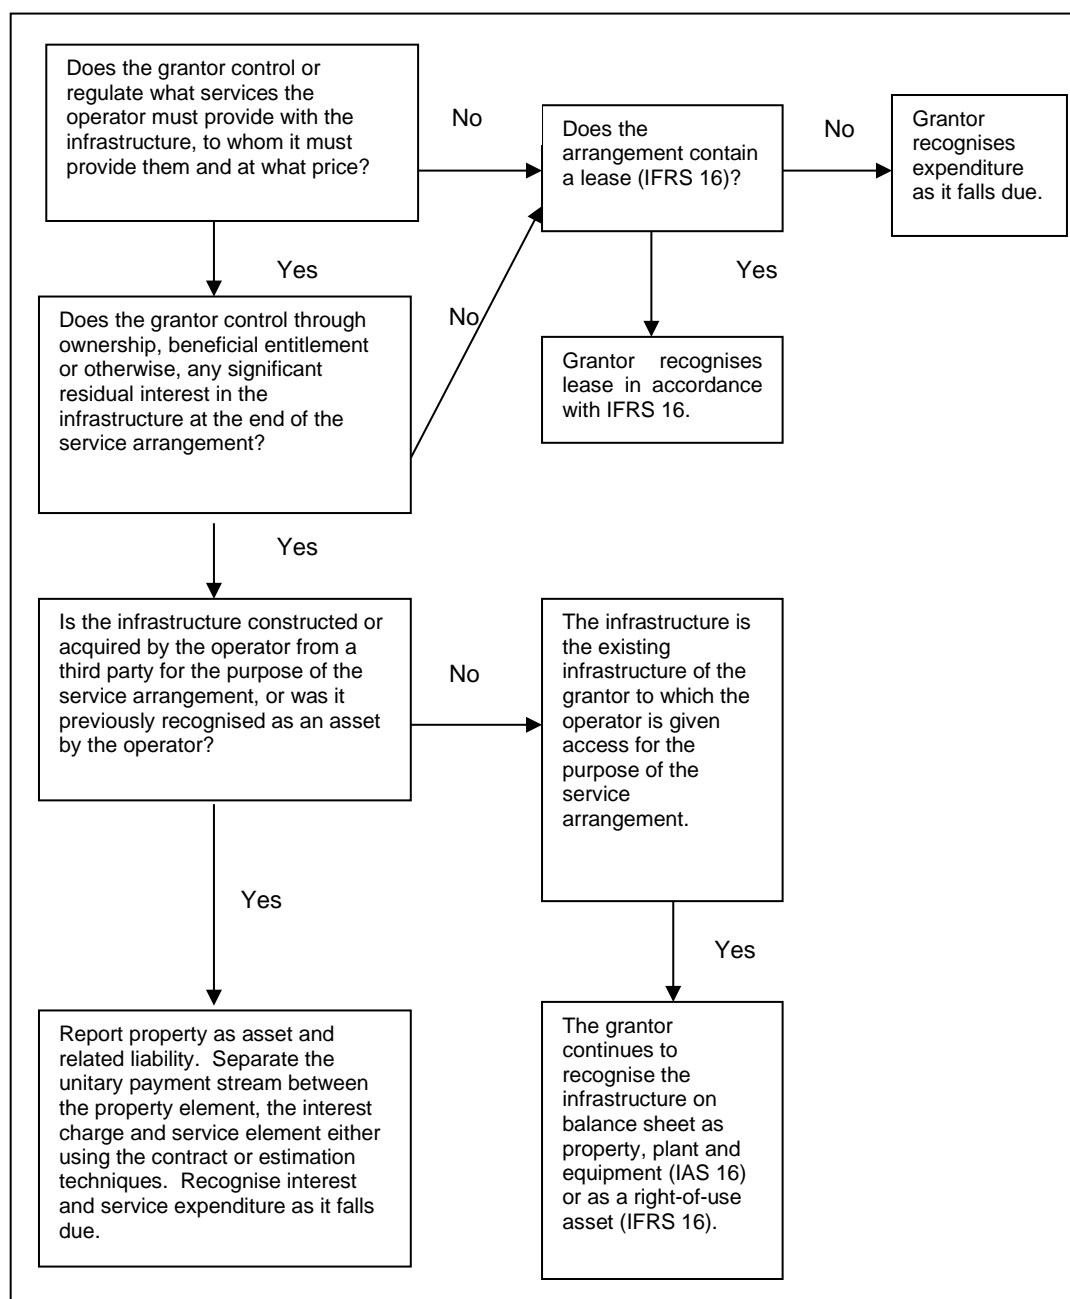 Does the grantor control or
regulate what services the
operator must provide with the
infrastructure, to whom it must
provide them and at what price?
No
Does the
arrangement contain
a lease (IFRS 16)?
No
Grantor
recognises
expenditure
as it falls due.
Yes
Yes
Does the grantor control through
ownership, beneficial entitlement
or otherwise, any significant
residual interest in the
infrastructure at the end of the
service arrangement?
No
Grantor recognises
lease in accordance
with IFRS 16.
Yes
Is the infrastructure constructed or
acquired by the operator from a
third party for the purpose of the
service arrangement, or was it
previously recognised as an asset
by the operator?
No
The infrastructure is
the existing
infrastructure of the
grantor to which the
operator is given
access for the
purpose of the
service
arrangement.
Yes
Yes
Report property as asset and
related liability. Separate the
unitary payment stream between
the property element, the interest
charge and service element either
using the contract or estimation
techniques. Recognise interest
and service expenditure as it falls
due.
The grantor
continues to
recognise the
infrastructure on
balance sheet as
property, plant and
equipment (IAS 16)
or as a right-of-use
asset (IFRS 16).